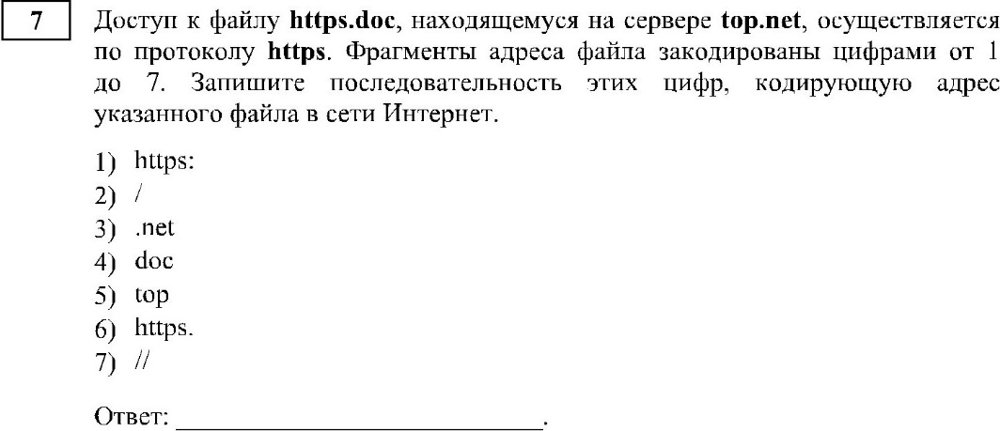 7
Доступ к файлу https.doc, находящемуся на сервере top.net, осуществляется
по протоколу https. Фрагменты адреса файла закодированы цифрами от 1
до 7. Запишите последовательность этих цифр, кодирующую адрес
указанного файла в сети Интернет.
1) https:
2) /
3) .net
4) doc
5) top
6) https.
7) //
Ответ: ___________________________.